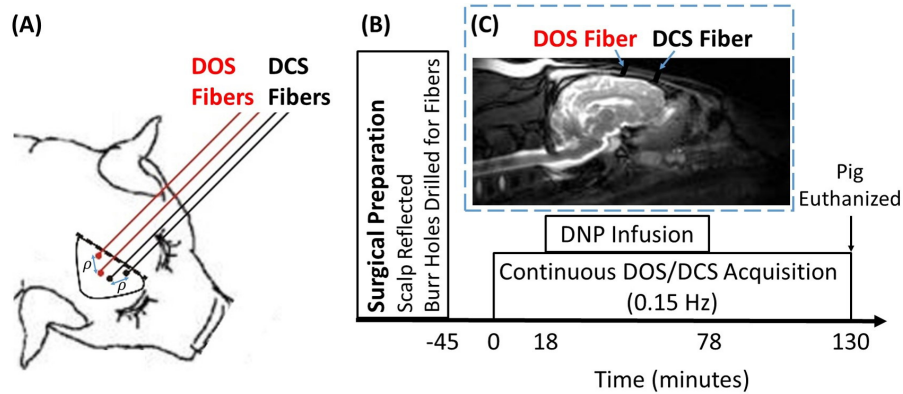 (A)
DOS
Fibers
DCS
Fibers
ρ
ρ
(B)
Surgical Preparation
Scalp Reflected
Burr Holes Drilled for Fibers
(C)
DOS Fiber
DCS Fiber
Pig
Euthanized
DNP Infusion
Continuous DOS/DCS Acquisition
(0.15 Hz)
-45
0
18
78
130
Time (minutes)